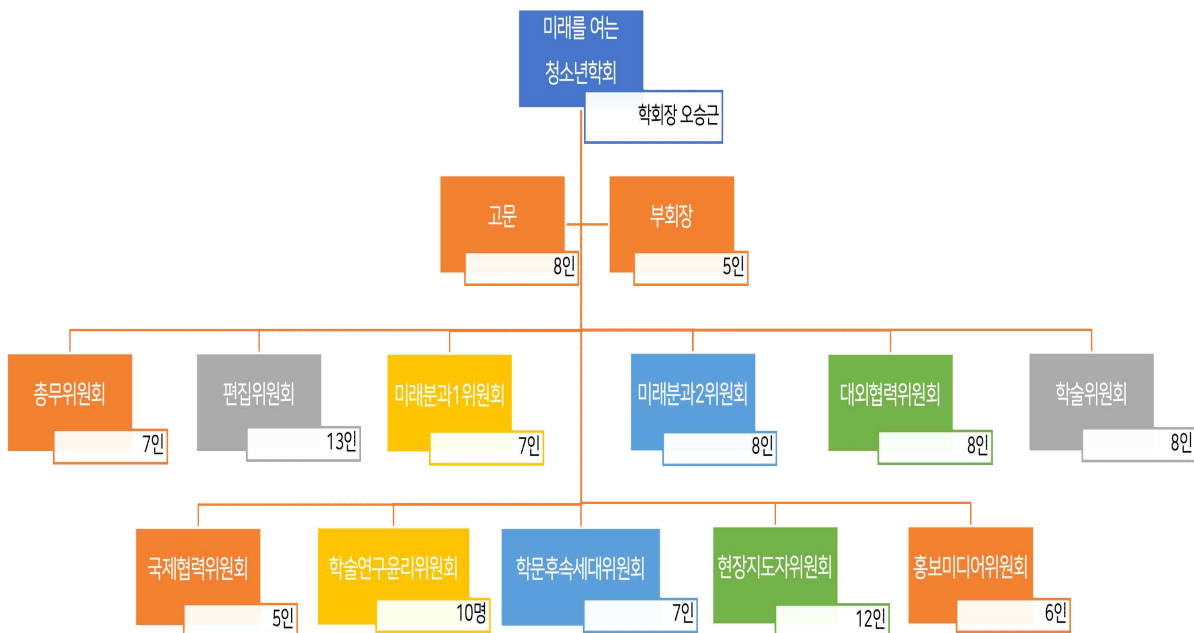 미래를 여는
청소년학회
학회장 오승근
고문
8인
부회장
5인
총무위원회
7인
편집위원회
13인
미래분과1위원회
7인
미래분과2위원회
8인
대외협력위원회
8인
학술위원회
8인
국제협력위원회
5인
학술연구윤리위원회
10명
학문후속세대위원회
7인
현장지도자위원회
12인
홍보미디어위원회
6인